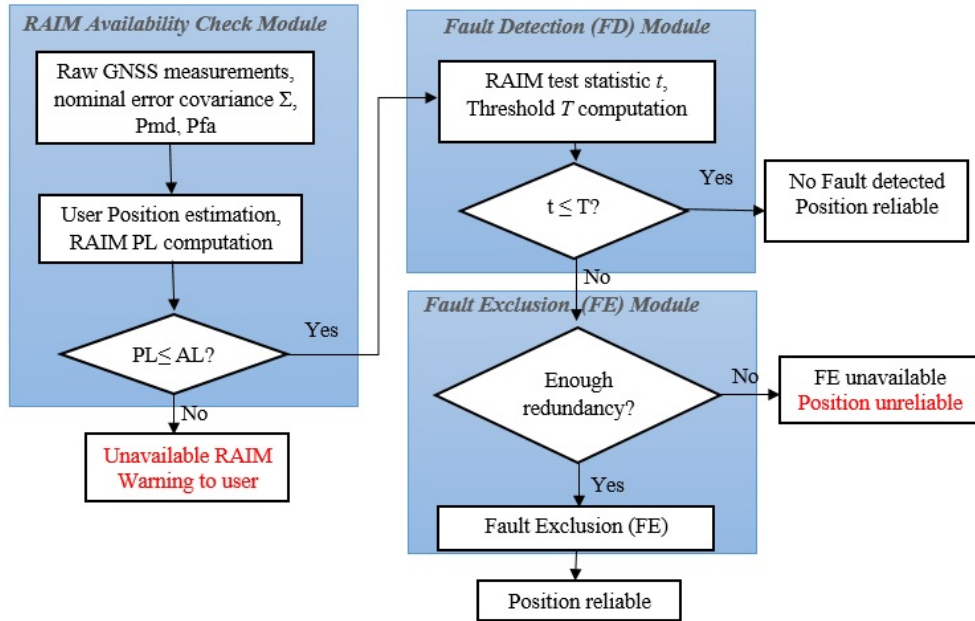 RAIM Availability Check Module
Raw GNSS measurements,
nominal error covariance Σ,
Pmd, Pfa
User Position estimation,
RAIM PL computation
PL≤ AL?
Yes
No
Unavailable RAIM
Warning to user
Fault Detection (FD) Module
RAIM test statistic t,
Threshold T computation
t ≤ T?
Yes
No Fault detected
Position reliable
No
Fault Exclusion (FE) Module
Enough
redundancy?
No
FE unavailable
Position unreliable
Yes
Fault Exclusion (FE)
Position reliable